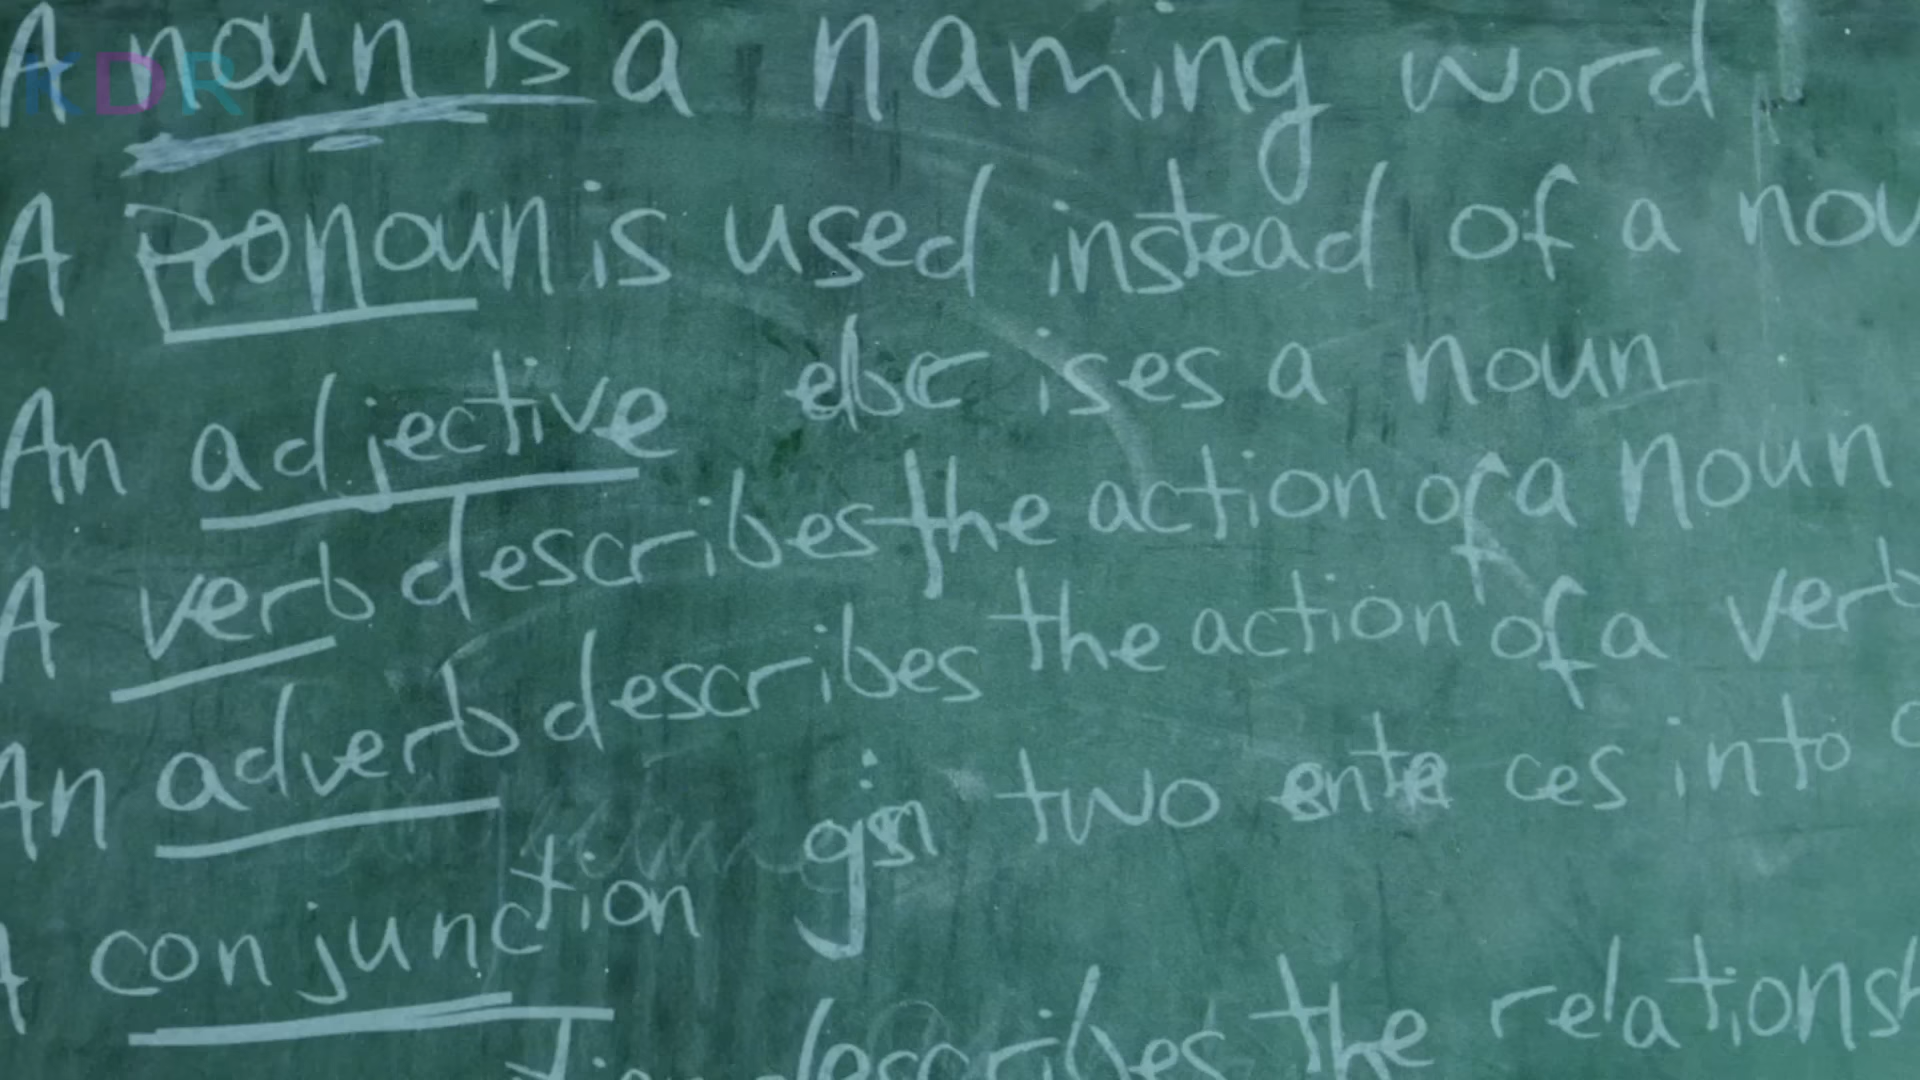 KDR
A noun is a naming word
A pronoun is used instead of a nou
An adjective ises a noun
A verb describes the action of a noun
An adverb describes the action of a verb
A conjunction two ces into
describes the relationsh